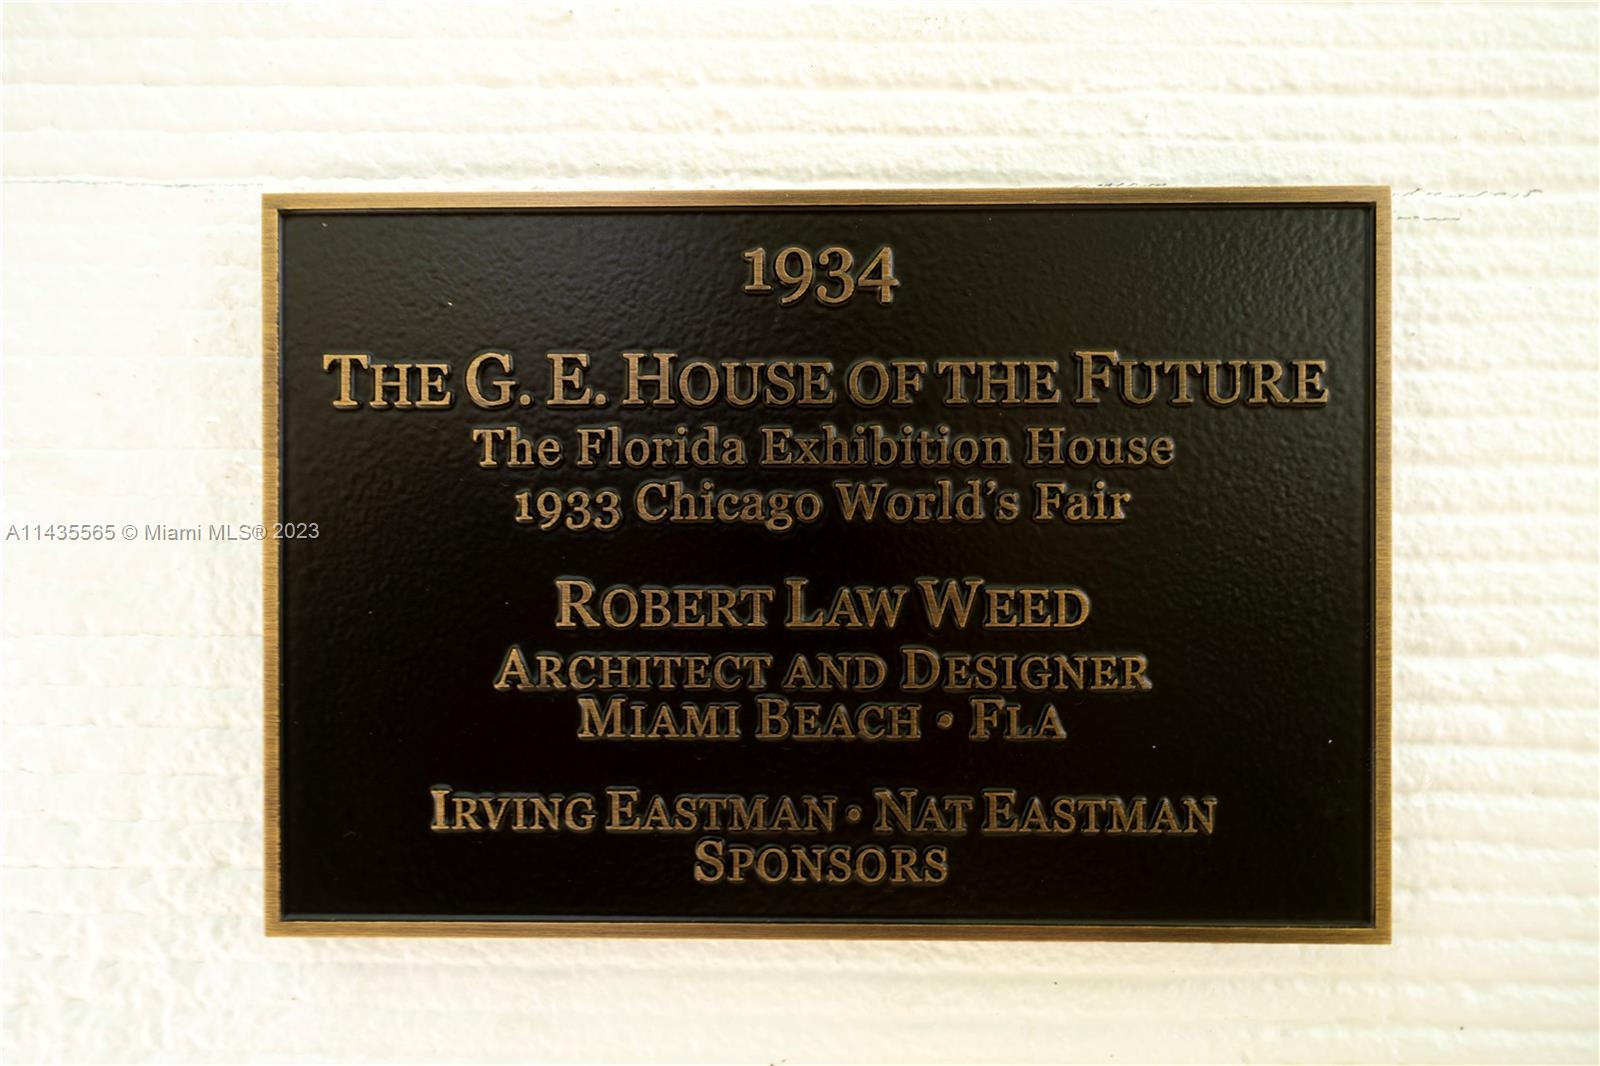 1934
THE G. E. HOUSE OF THE FUTURE
The Florida Exhibition House
1933 Chicago World's Fair
A11435565 © Miami MLS® 2023
ROBERT LAW WEED
ARCHITECT AND DESIGNER
MIAMI BEACH • FLA
IRVING EASTMAN • NAT EASTMAN
SPONSORS